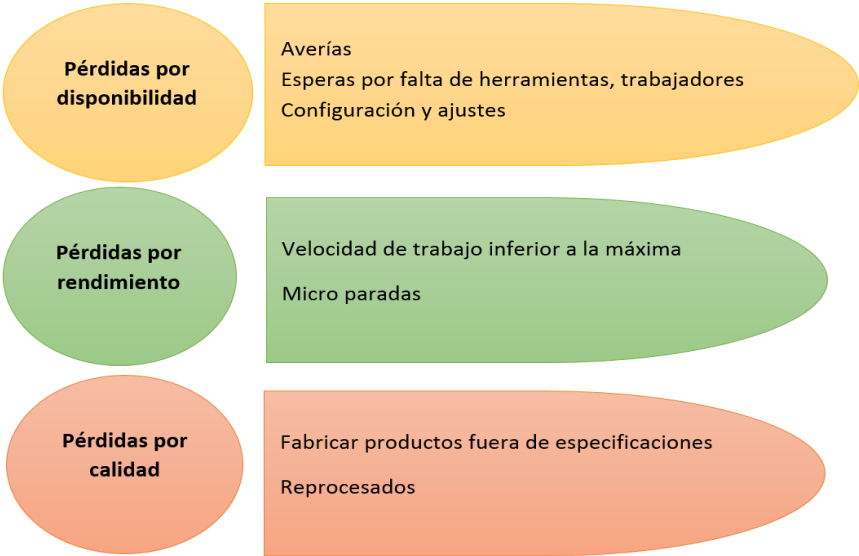 Pérdidas por
disponibilidad
Averías
Esperas por falta de herramientas, trabajadores
Configuración y ajustes
Pérdidas por
rendimiento
Velocidad de trabajo inferior a la máxima
Micro paradas
Pérdidas por
calidad
Fabricar productos fuera de especificaciones
Reprocesados